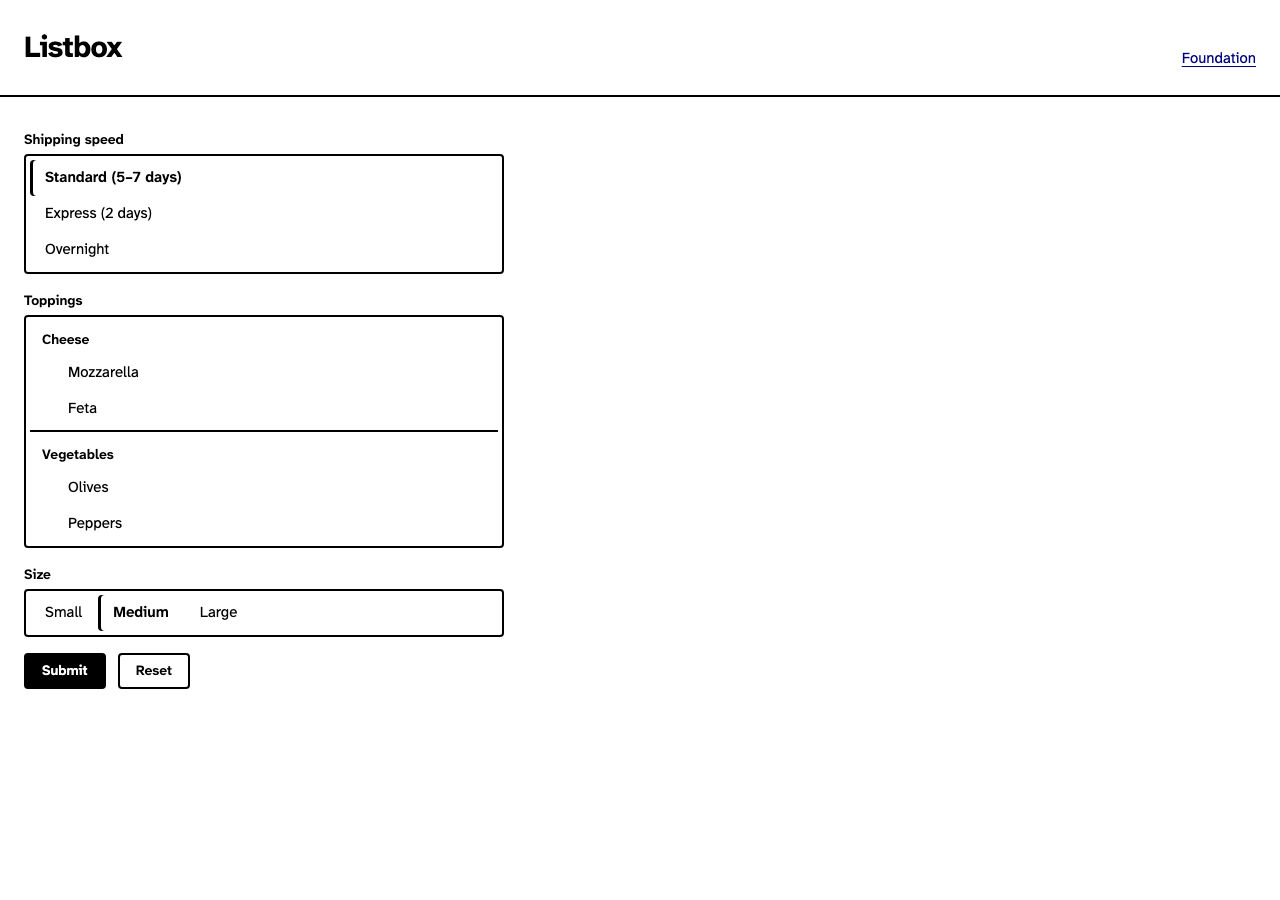 Listbox
Foundation
Shipping speed
Standard (5–7 days)
Express (2 days)
Overnight
Toppings
Cheese
Mozzarella
Feta
Vegetables
Olives
Peppers
Size
Small Medium Large
Submit Reset